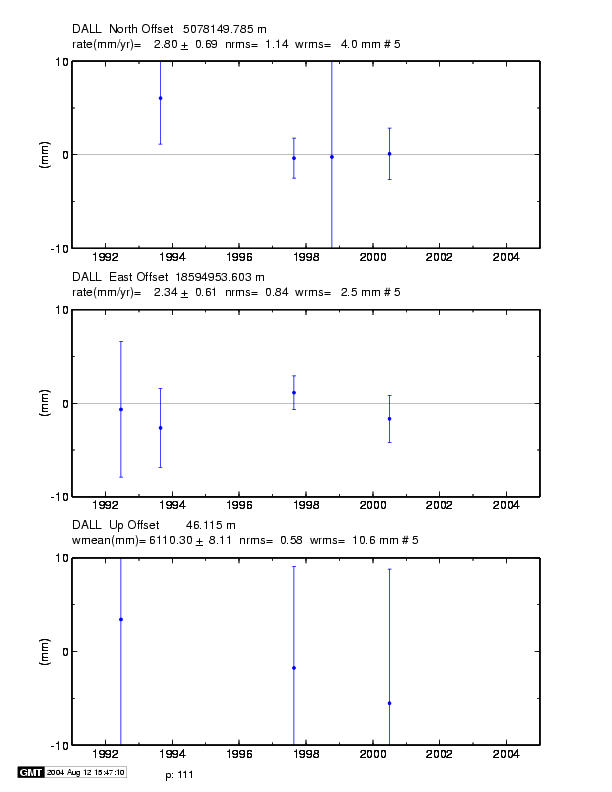 DALL North Offset 5078149.785 m
rate(mm/yr)= 2.80 ± 0.69 nrms= 1.14 wrms= 4.0 mm # 5
10
0
-10
(mm)
1992 1994 1996 1998 2000 2002 2004
DALL East Offset 18594953.603 m
rate(mm/yr)= 2.34 ± 0.61 nrms= 0.84 wrms= 2.5 mm # 5
10
0
-10
(mm)
1992 1994 1996 1998 2000 2002 2004
DALL Up Offset 46.115 m
wmean(mm)= 6110.30 ± 8.11 nrms= 0.58 wrms= 10.6 mm # 5
10
0
-10
(mm)
1992 1994 1996 1998 2000 2002 2004
GMT 2004 Aug 12 15:47:10
p: 111